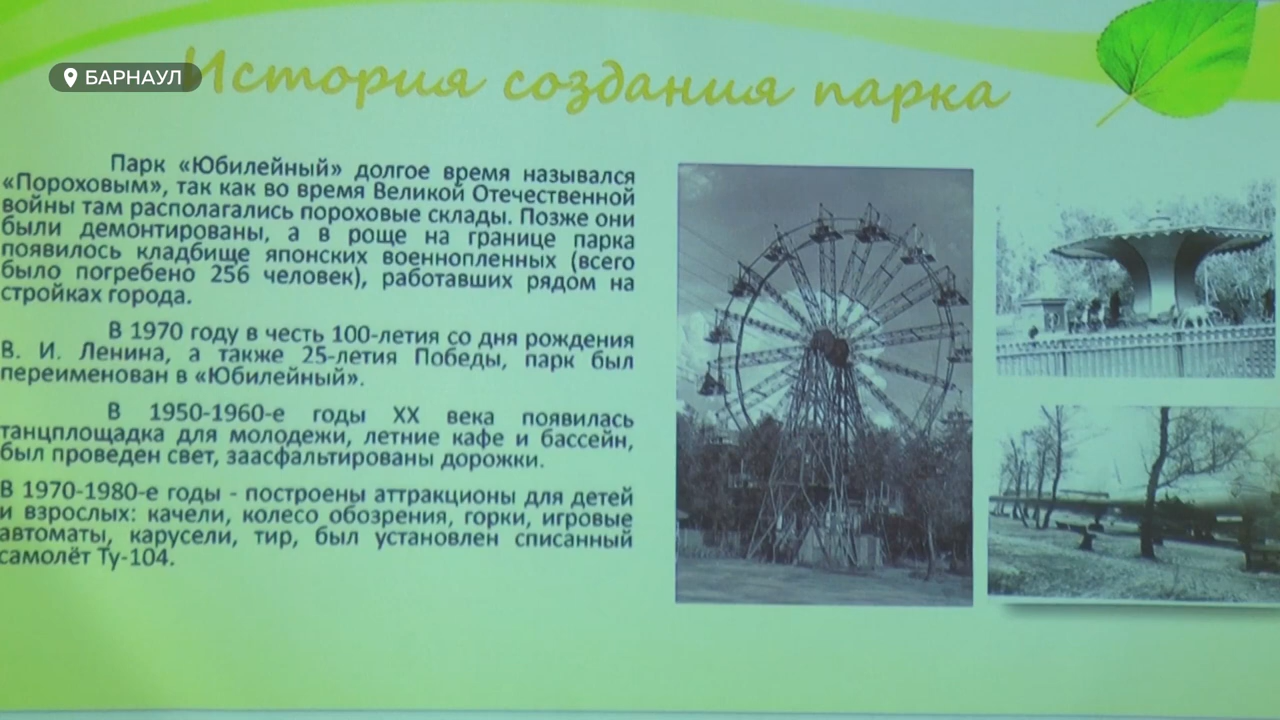 БАРНАУЛ
История создания парка
Парк «Юбилейный» долгое время назывался
«Пороховым», так как во время Великой Отечественной
войны там располагались пороховые склады. Позже они
были демонтированы, а в роще на границе парка
появилось кладбище японских военнопленных (всего
было погребено 256 человек), работавших рядом на
стройках города.
В 1970 году в честь 100-летия со дня рождения
В. И. Ленина, а также 25-летия Победы, парк был
переименован в «Юбилейный».
В 1950-1960-е годы XX века появилась
танцплощадка для молодежи, летние кафе и бассейн,
был проведен свет, заасфальтированы дорожки.
В 1970-1980-е годы - построены аттракционы для детей
и взрослых: качели, колесо обозрения, горки, игровые
автоматы, карусели, тир, был установлен списанный
самолёт Ту-104.